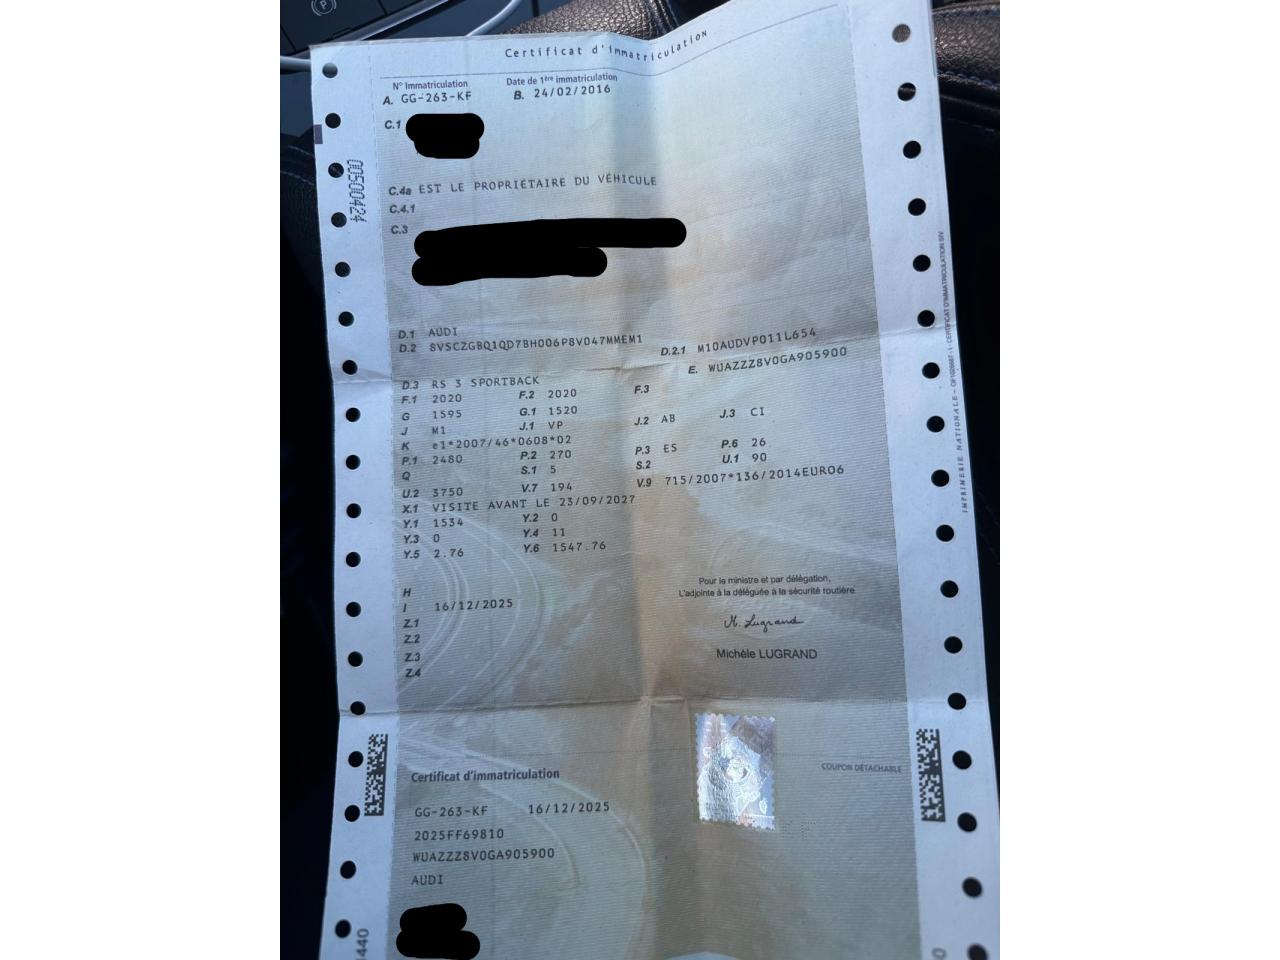 Certificat d'immatriculation
N° Immatriculation Date de 1ère immatriculation
A. GG-263-KF B. 24/02/2016
C.1
C.4a EST LE PROPRIÉTAIRE DU VÉHICULE
C.4.1
C.3
00500424
D.1 AUDI
D.2 8VSCZGBQ1QD7BH006P8V047MMEM1 D.2.1 M10AUDVP011L654
E. WUAZZZ8V0GA905900
D.3 RS 3 SPORTBACK
F.1 2020 F.2 2020 F.3
G 1595 G.1 1520
J M1 J.1 VP J.2 AB J.3 CI
K e1*2007/46*0608*02
P.1 2480 P.2 270 P.3 ES P.6 26
Q S.1 5 S.2 U.1 90
U.2 3750 V.7 194 V.9 715/2007*136/2014EURO6
X.1 VISITE AVANT LE 23/09/2027
Y.1 1534 Y.2 0
Y.3 0 Y.4 11
Y.5 2.76 Y.6 1547.76
H
I 16/12/2025
Z.1
Z.2
Z.3
Z.4
Pour le ministre et par délégation,
L'adjointe à la déléguée à la sécurité routière
M. Lugrand
Michèle LUGRAND
COUPON DÉTACHABLE
Certificat d'immatriculation
GG-263-KF 16/12/2025
2025FF69810
WUAZZZ8V0GA905900
AUDI